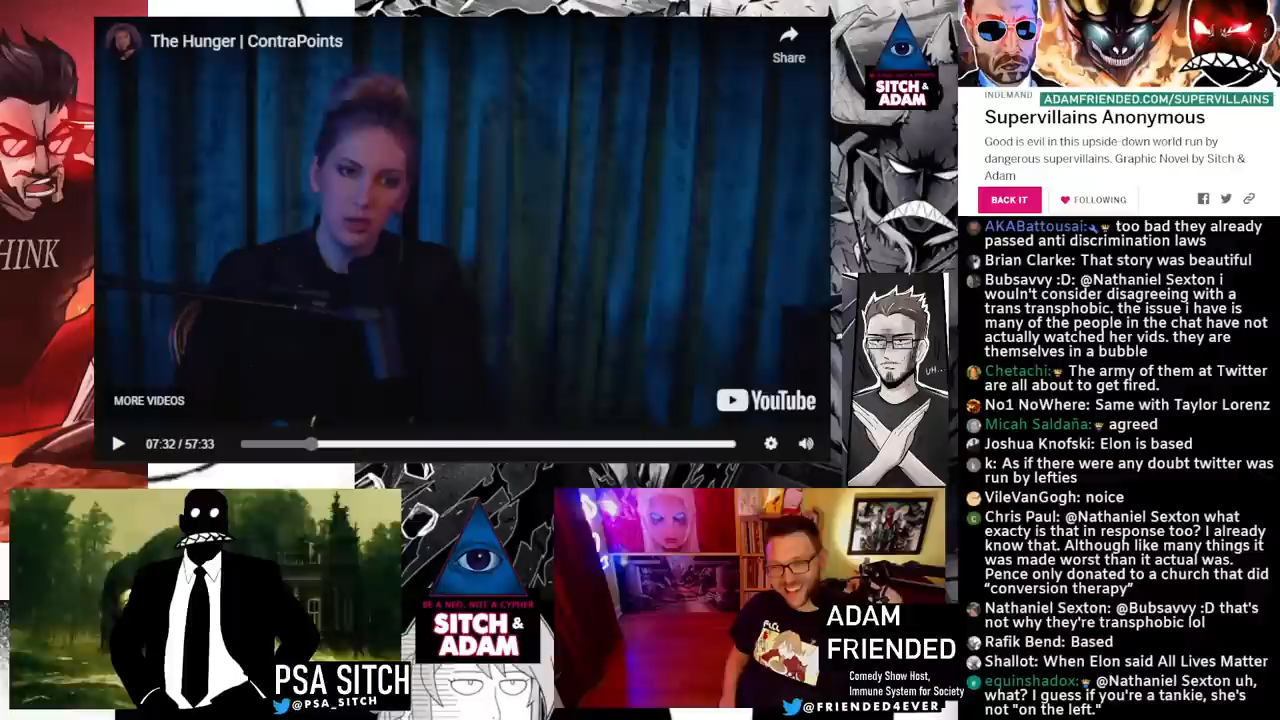 The Hunger | ContraPoints
Share
MORE VIDEOS
YouTube
07:32 / 57:33
HINK
SITCH &
ADAM
UH..
INDEMAND
ADAMFRIENDED.COM/SUPERVILLAINS
Supervillains Anonymous
Good is evil in this upside-down world run by
dangerous supervillains. Graphic Novel by Sitch &
Adam
BACK IT
FOLLOWING
AKABattousai: too bad they already
passed anti discrimination laws
Brian Clarke: That story was beautiful
Bubsavvy :D: @Nathaniel Sexton i
wouln't consider disagreeing with a
trans transphobic. the issue i have is
many of the people in the chat have not
actually watched her vids. they are
themselves in a bubble
Chetachi: The army of them at Twitter
are all about to get fired.
No1 NoWhere: Same with Taylor Lorenz
Micah Saldaña: agreed
Joshua Knofski: Elon is based
k: As if there were any doubt twitter was
run by lefties
VileVanGogh: noice
Chris Paul: @Nathaniel Sexton what
exacty is that in response too? I already
know that. Although like many things it
was made worst than it actual was.
Pence only donated to a church that did
“conversion therapy”
Nathaniel Sexton: @Bubsavvy :D that's
not why they're transphobic lol
Rafik Bend: Based
Shallot: When Elon said All Lives Matter
equinshadox: @Nathaniel Sexton uh,
what? I guess if you're a tankie, she's
not "on the left."
PSA SITCH
@PSA_SITCH
BE A NEO, NOT A CYPHER
SITCH &
ADAM
ADAM
FRIENDED
Comedy Show Host,
Immune System for Society
@FRIENDED4EVER